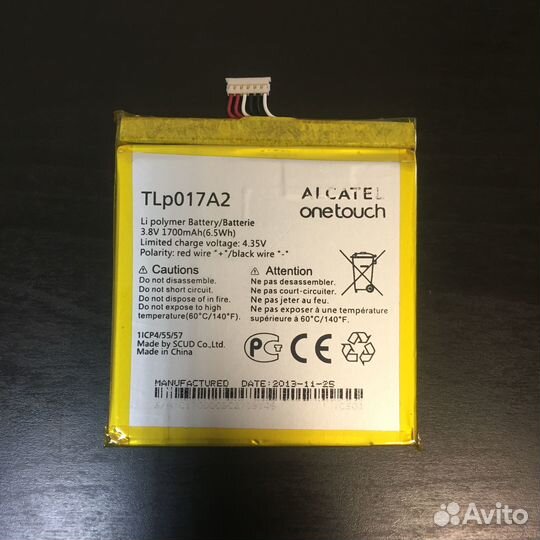 TLp017A2
ALCATEL
onetouch
Li polymer Battery/Batterie
3.8V 1700mAh(6.5Wh)
Limited charge voltage: 4.35V
Polarity: red wire "+"/black wire "-"
Cautions
Do not disassemble.
Do not short circuit.
Do not dispose of in fire.
Do not expose to high
temperature(60°C/140°F).
Attention
Ne pas désassembler.
Ne pas court-circuiter.
Ne pas jeter au feu.
Ne pas exposer à une température
supérieure à 60°C/140°F.
1ICP4/55/57
Made by SCUD Co.,Ltd.
Made in China
MANUFACTURED DATE:2013-11-25
Avito